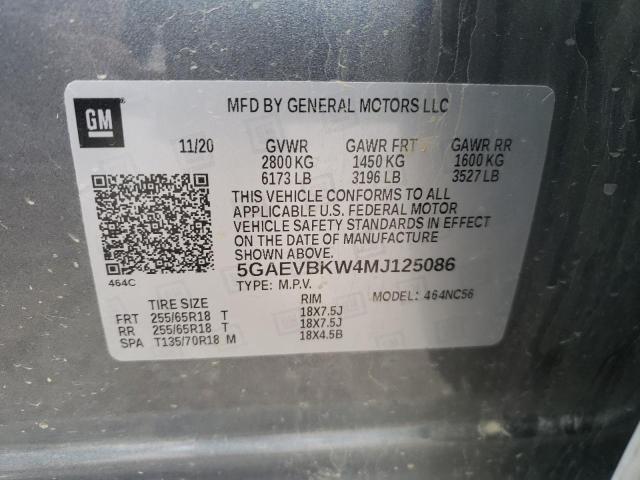 GM
MFD BY GENERAL MOTORS LLC
11/20 GVWR GAWR FRT GAWR RR
2800 KG 1450 KG 1600 KG
6173 LB 3196 LB 3527 LB
THIS VEHICLE CONFORMS TO ALL
APPLICABLE U.S. FEDERAL MOTOR
VEHICLE SAFETY STANDARDS IN EFFECT
ON THE DATE OF MANUFACTURE
SHOWN ABOVE.
464C
5GAEVBKW4MJ125086
TYPE: M.P.V. MODEL: 464NC56
TIRE SIZE RIM
FRT 255/65R18 T 18X7.5J
RR 255/65R18 T 18X7.5J
SPA T135/70R18 M 18X4.5B